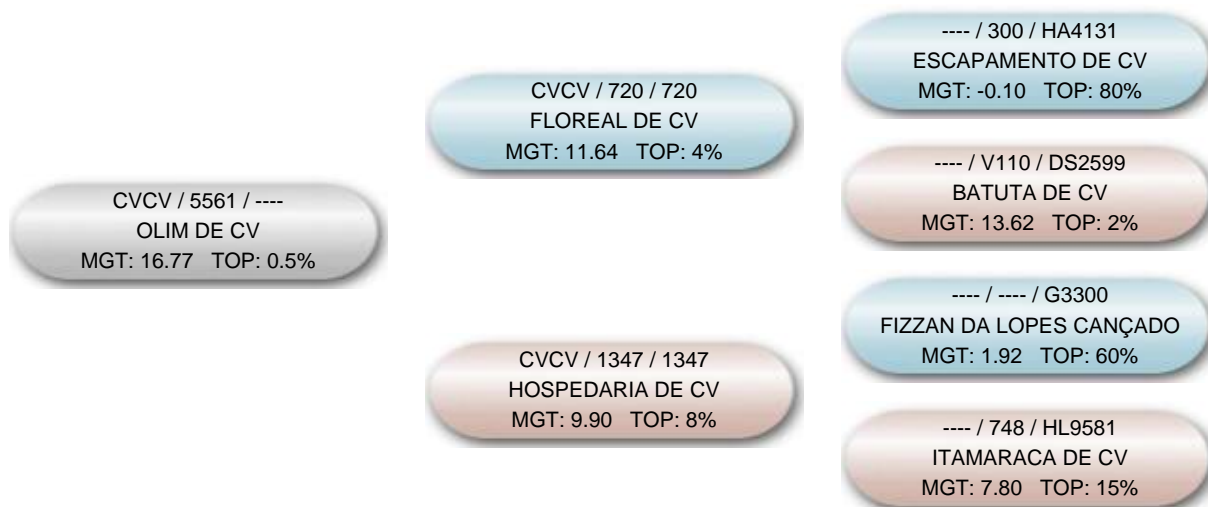 CVCV / 5561 / ----
OLIM DE CV
MGT: 16.77 TOP: 0.5%
CVCV / 720 / 720
FLOREAL DE CV
MGT: 11.64 TOP: 4%
CVCV / 1347 / 1347
HOSPEDARIA DE CV
MGT: 9.90 TOP: 8%
---- / 300 / HA4131
ESCAPAMENTO DE CV
MGT: -0.10 TOP: 80%
---- / V110 / DS2599
BATUTA DE CV
MGT: 13.62 TOP: 2%
---- / ---- / G3300
FIZZAN DA LOPES CANÇADO
MGT: 1.92 TOP: 60%
---- / 748 / HL9581
ITAMARACA DE CV
MGT: 7.80 TOP: 15%